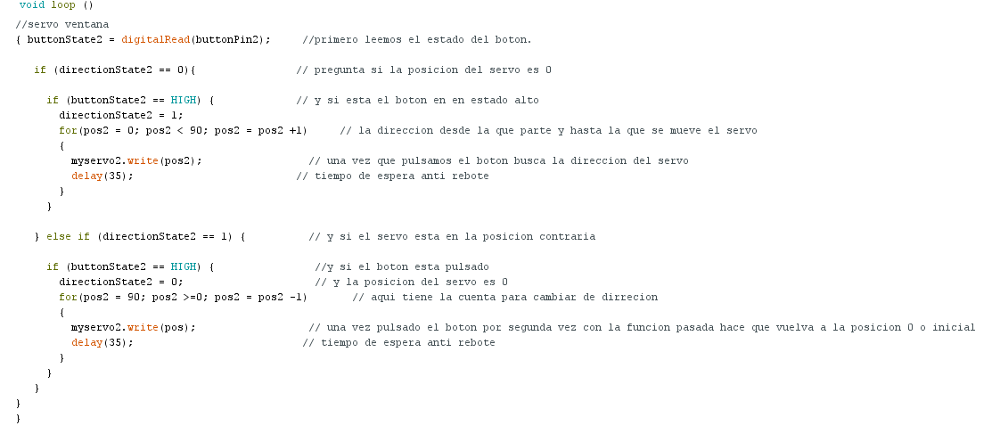 void loop ()
//servo ventana
{ buttonState2 = digitalRead(buttonPin2);     //primero leemos el estado del boton.
if (directionState2 == 0){                // pregunta si la posicion del servo es 0
if (buttonState2 == HIGH) {             // y si esta el boton en en estado alto
directionState2 = 1;
for(pos2 = 0; pos2 < 90; pos2 = pos2 +1)     // la direccion desde la que parte y hasta la que se mueve el servo
{
myservo2.write(pos2);                 // una vez que pulsamos el boton busca la direccion del servo
delay(35);                          // tiempo de espera anti rebote
}
}
} else if (directionState2 == 1) {          // y si el servo esta en la posicion contraria
if (buttonState2 == HIGH) {                //y si el boton esta pulsado
directionState2 = 0;                     // y la posicion del servo es 0
for(pos2 = 90; pos2 >=0; pos2 = pos2 -1)       // aqui tiene la cuenta para cambiar de dirrecion
{
myservo2.write(pos);                  // una vez pulsado el boton por segunda vez con la funcion pasada hace que vuelva a la posicion 0 o inicial
delay(35);                           // tiempo de espera anti rebote
}
}
}
}
}